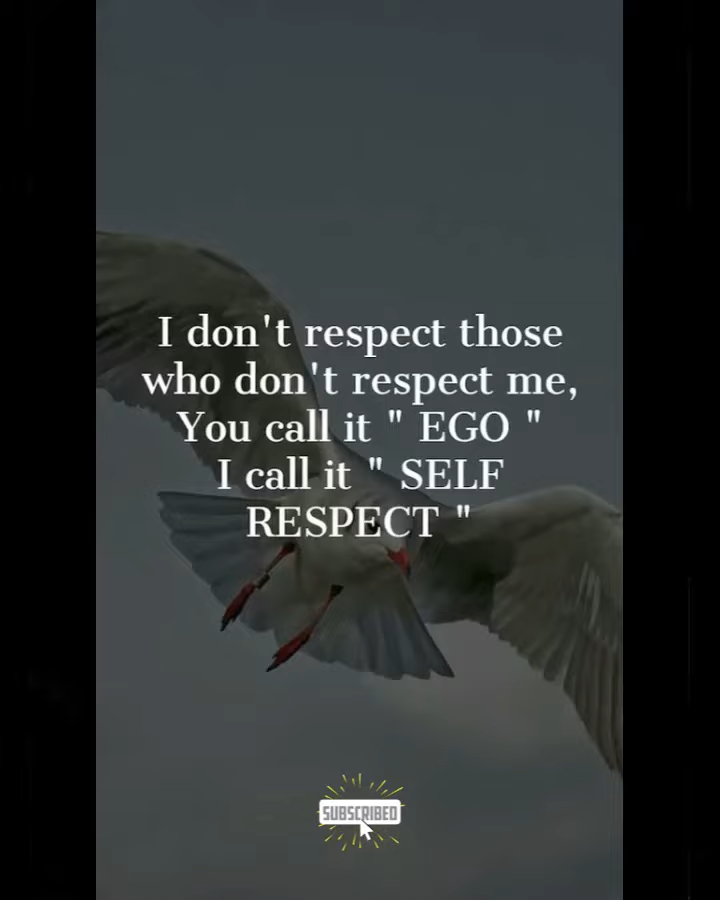 I don't respect those
who don't respect me,
You call it " EGO "
I call it " SELF
RESPECT "
SUBSCRIBED